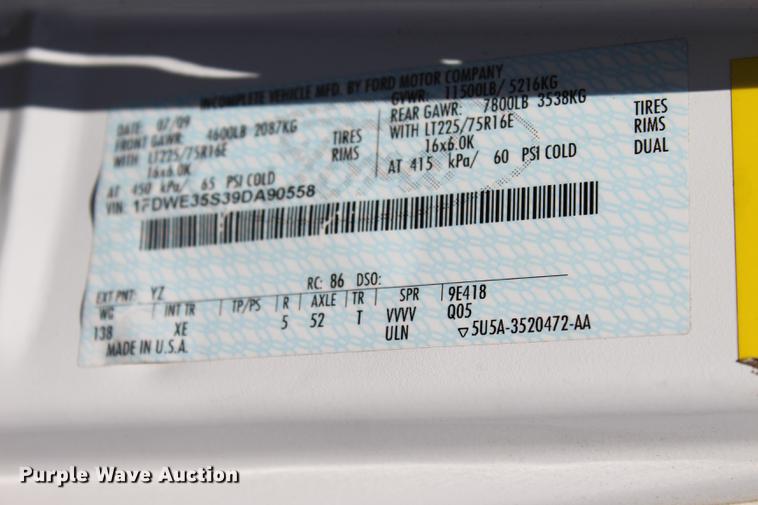 INCOMPLETE VEHICLE MFD. BY FORD MOTOR COMPANY
DATE: 07/09
GVWR: 11500LB/ 5216KG
FRONT GAWR: 4600LB 2087KG
REAR GAWR: 7800LB 3538KG
WITH LT225/75R16E TIRES
WITH LT225/75R16E TIRES
16x6.0K RIMS
16x6.0K RIMS
AT 450 kPa/ 65 PSI COLD
AT 415 kPa/ 60 PSI COLD DUAL
VIN: 1FDWE35S39DA90558
EXT PNT: YZ RC: 86 DSO:
WG INT TR TP/PS R AXLE TR SPR 9E418
138 XE 5 52 T VVVV Q05
ULN ▽5U5A-3520472-AA
MADE IN U.S.A.
Purple Wave Auction